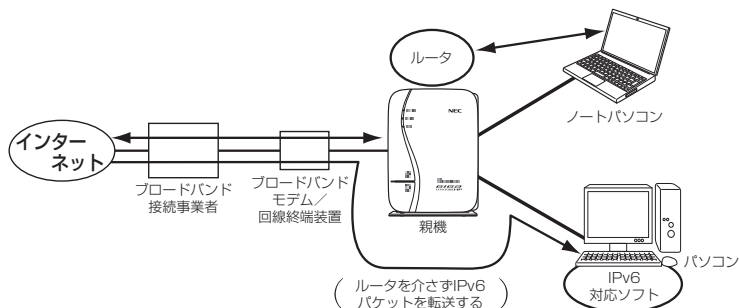 ルータ
ノートパソコン
NEC
インター
ネット
ブロードバンド
接続事業者
ブロードバンド
モデム／
回線終端装置
親機
パソコン
IPv6
対応ソフト
ルータを介さずIPv6
パケットを転送する